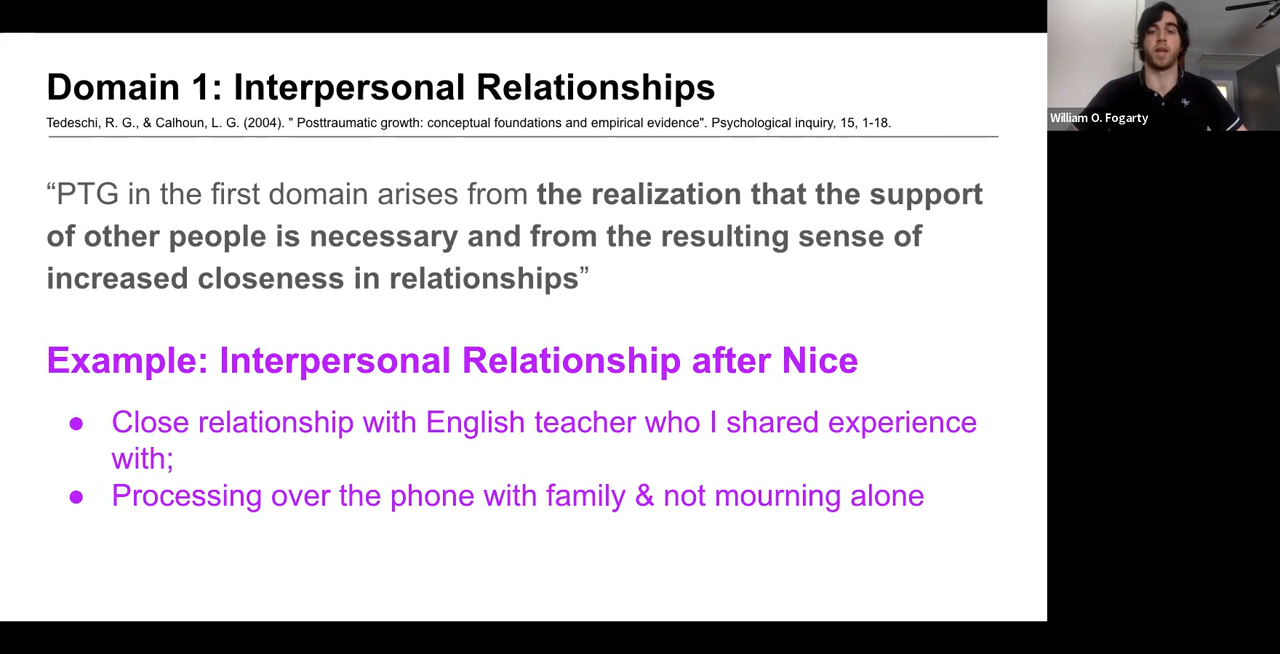 Domain 1: Interpersonal Relationships
Tedeschi, R. G., & Calhoun, L. G. (2004). " Posttraumatic growth: conceptual foundations and empirical evidence". Psychological inquiry, 15, 1-18.
“PTG in the first domain arises from the realization that the support
of other people is necessary and from the resulting sense of
increased closeness in relationships”
Example: Interpersonal Relationship after Nice
● Close relationship with English teacher who I shared experience
with;
● Processing over the phone with family & not mourning alone
William O. Fogarty